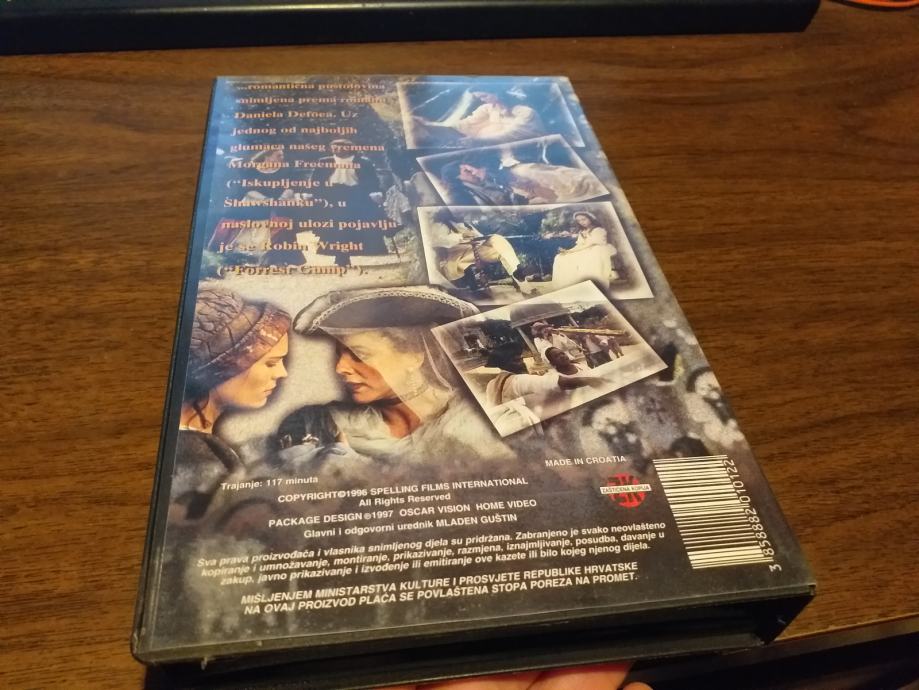 ...romantična pustolovina
snimljena prema romanu
Daniela Defoea. Uz
jednog od najboljih
glumaca našeg vremena
Morgana Freemana
("Iskupljenje u
Shawshanku"), u
naslovnoj ulozi pojavlju-
je se Robin Wright
("Forrest Gump").
Trajanje: 117 minuta
MADE IN CROATIA
COPYRIGHT©1996 SPELLING FILMS INTERNATIONAL
All Rights Reserved
PACKAGE DESIGN ℗1997 OSCAR VISION HOME VIDEO
Glavni i odgovorni urednik MLADEN GUŠTIN
ZAŠTIĆENA KOPIJA
Sva prava proizvođača i vlasnika snimljenog djela su pridržana. Zabranjeno je svako neovlašteno
kopiranje i umnožavanje, montiranje, prikazivanje, razmjena, iznajmljivanje, posudba, davanje u
zakup, javno prikazivanje i izvođenje ili emitiranje ove kazete ili bilo kojeg njenog dijela.
MIŠLJENJEM MINISTARSTVA KULTURE I PROSVJETE REPUBLIKE HRVATSKE
NA OVAJ PROIZVOD PLAĆA SE POVLAŠTENA STOPA POREZA NA PROMET.
3858882010122